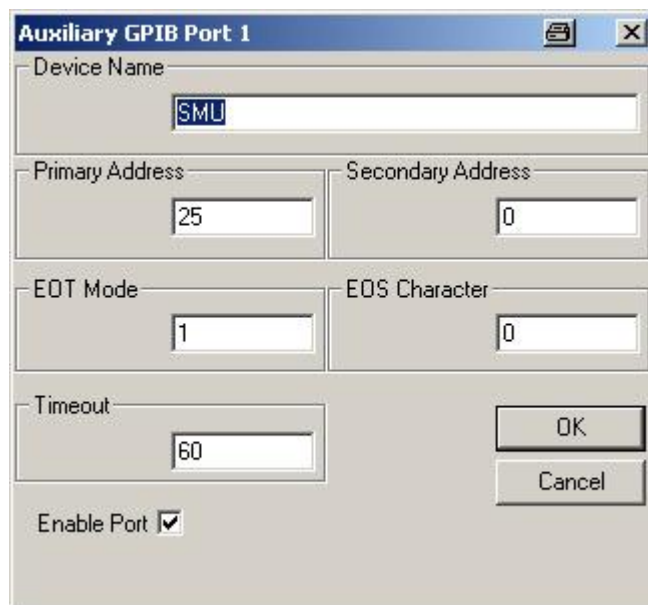 Auxiliary GPIB Port 1
Device Name
SMU
Primary Address
25
Secondary Address
0
EOT Mode
1
EOS Character
0
Timeout
60
OK
Cancel
Enable Port